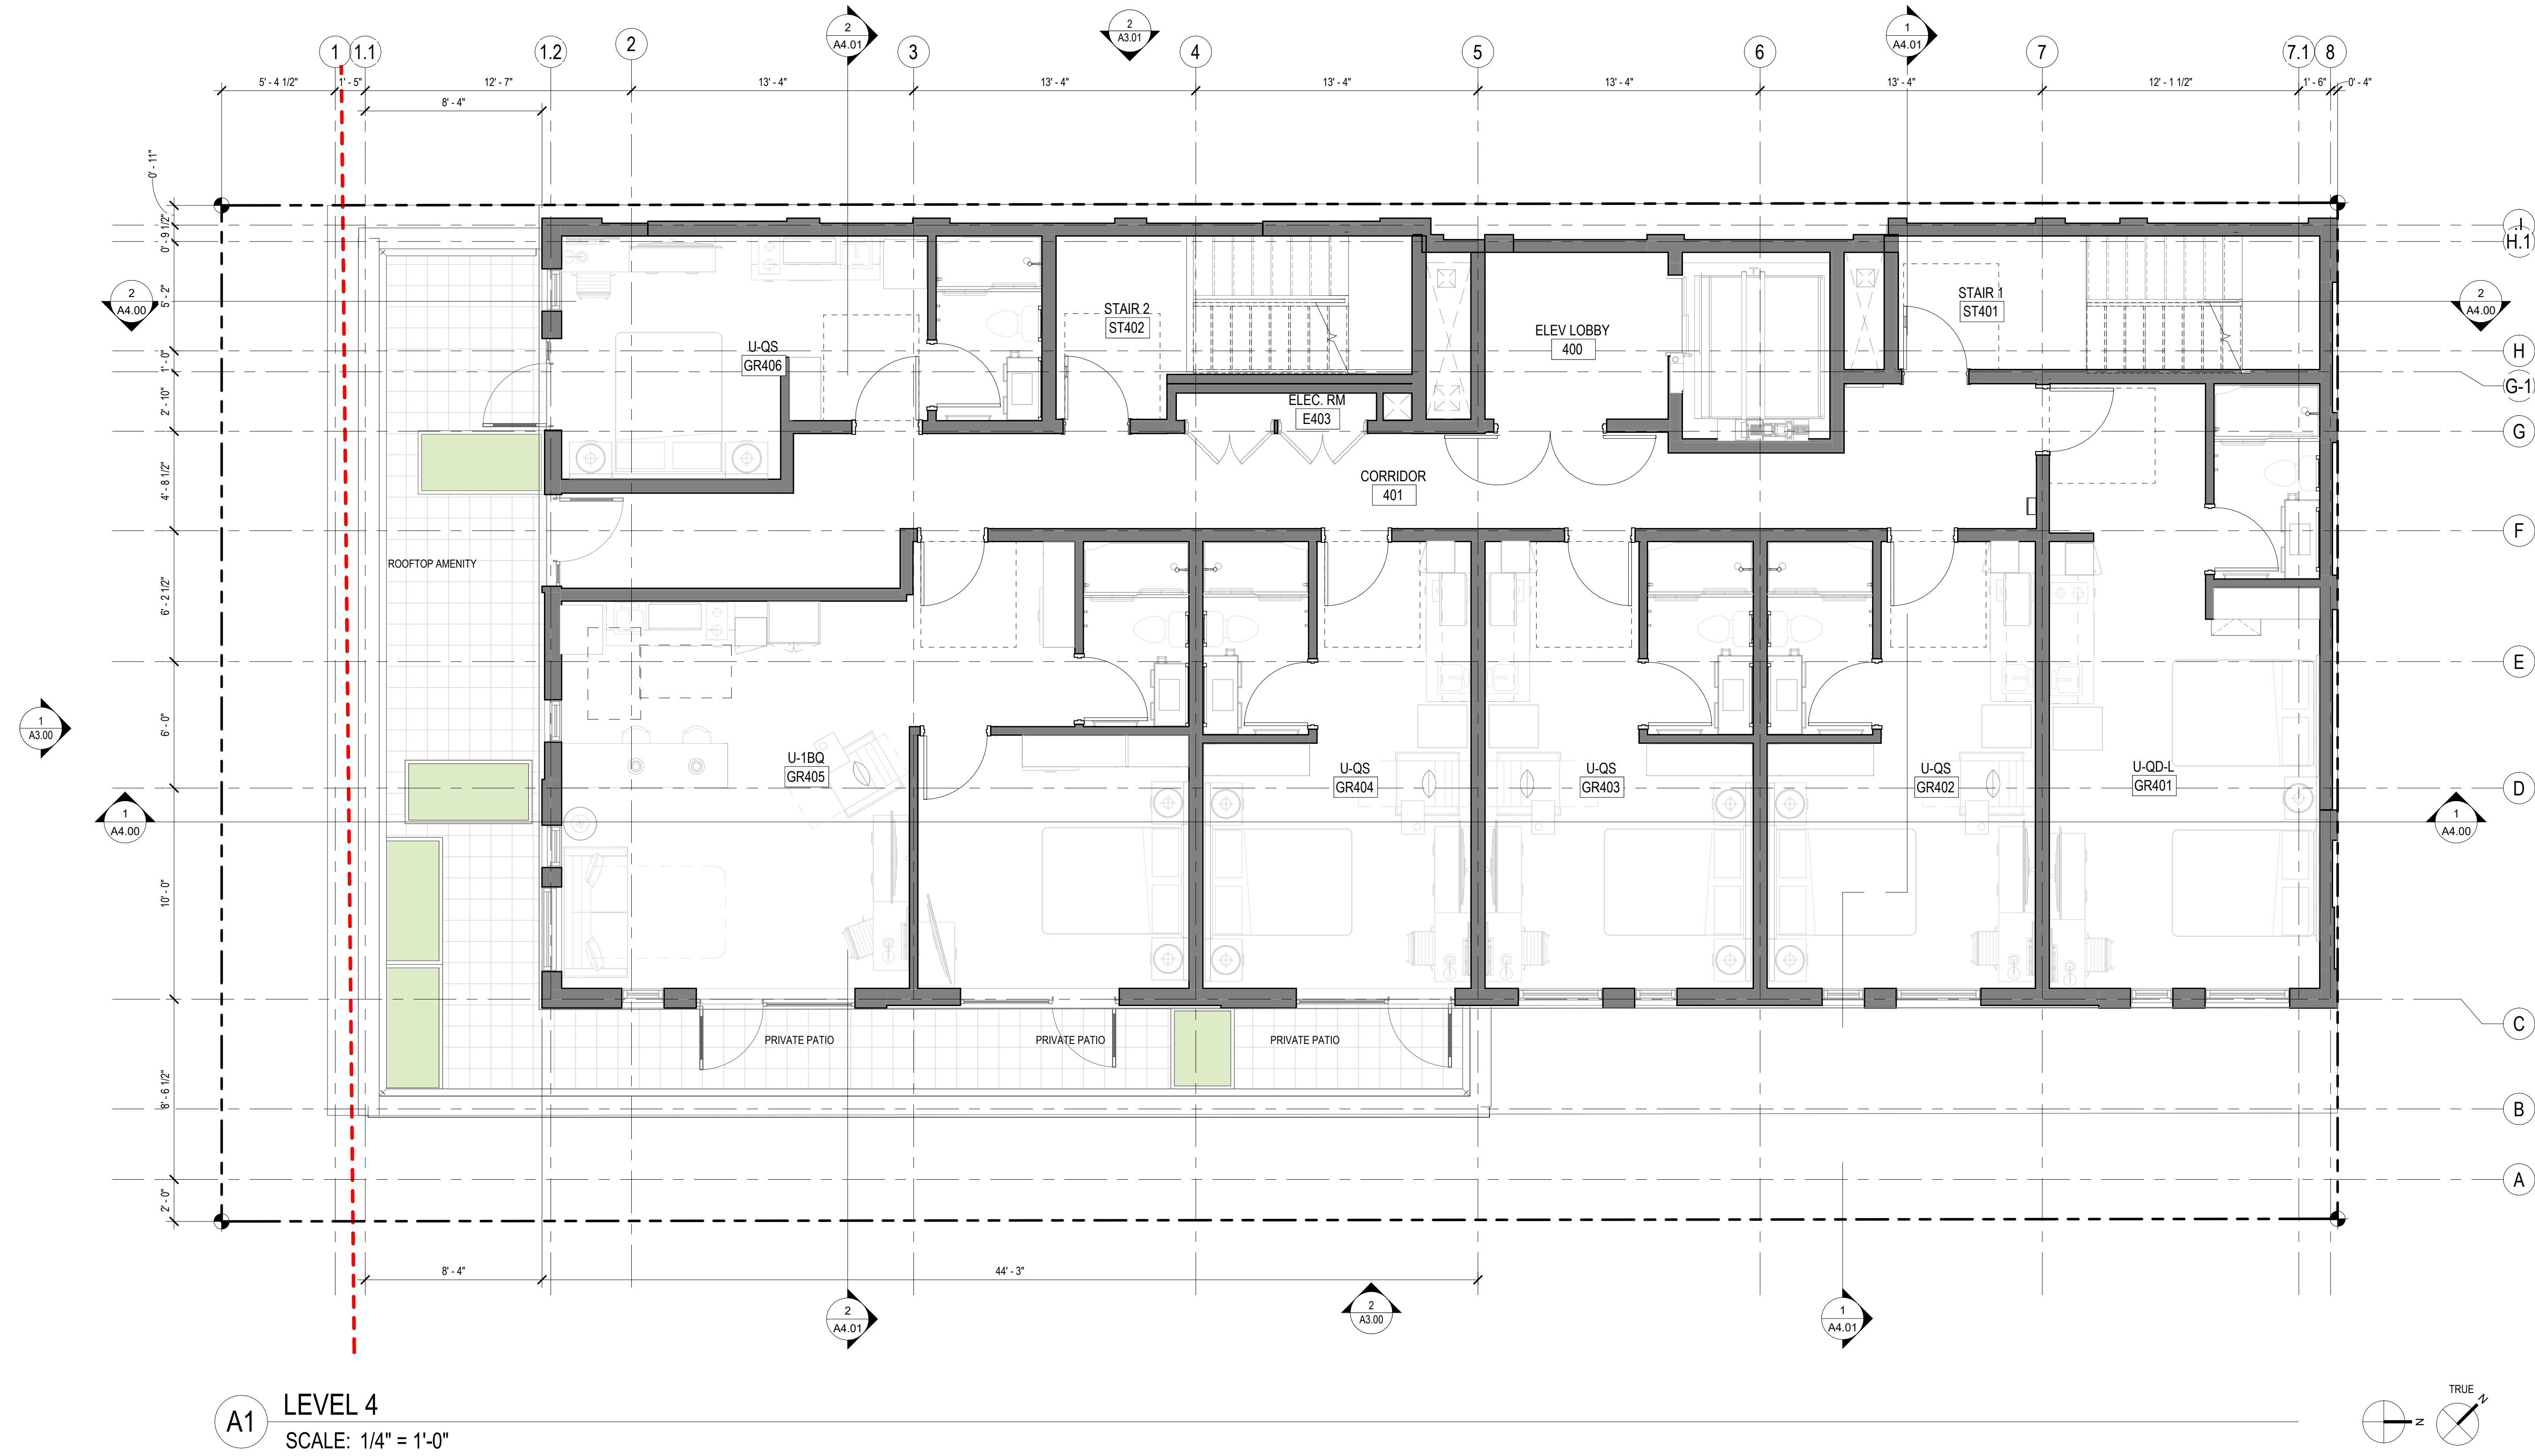 2
A4.01
2
A3.01
1
A4.01
1
1.1
1.2
2
3
4
5
6
7
7.1
8
5' - 4 1/2"
1' - 5"
12' - 7"
13' - 4"
13' - 4"
13' - 4"
13' - 4"
13' - 4"
12' - 1 1/2"
1' - 6"
0' - 4"
8' - 4"
0' - 11"
0' - 9 1/2"
5' - 2"
1' - 0"
2' - 10"
4' - 8 1/2"
6' - 2 1/2"
6' - 0"
10' - 0"
8' - 6 1/2"
2' - 0"
I
H.1
H
G-1
G
F
E
D
C
B
A
2
A4.00
2
A4.00
1
A3.00
1
A4.00
1
A4.00
U-QS
GR406
STAIR 2
ST402
ELEC. RM
E403
ELEV LOBBY
400
STAIR 1
ST401
CORRIDOR
401
ROOFTOP AMENITY
U-1BQ
GR405
U-QS
GR404
U-QS
GR403
U-QS
GR402
U-QD-L
GR401
PRIVATE PATIO
PRIVATE PATIO
PRIVATE PATIO
8' - 4"
44' - 3"
2
A4.01
2
A3.00
1
A4.01
A1
LEVEL 4
SCALE: 1/4" = 1'-0"
N
TRUE
N